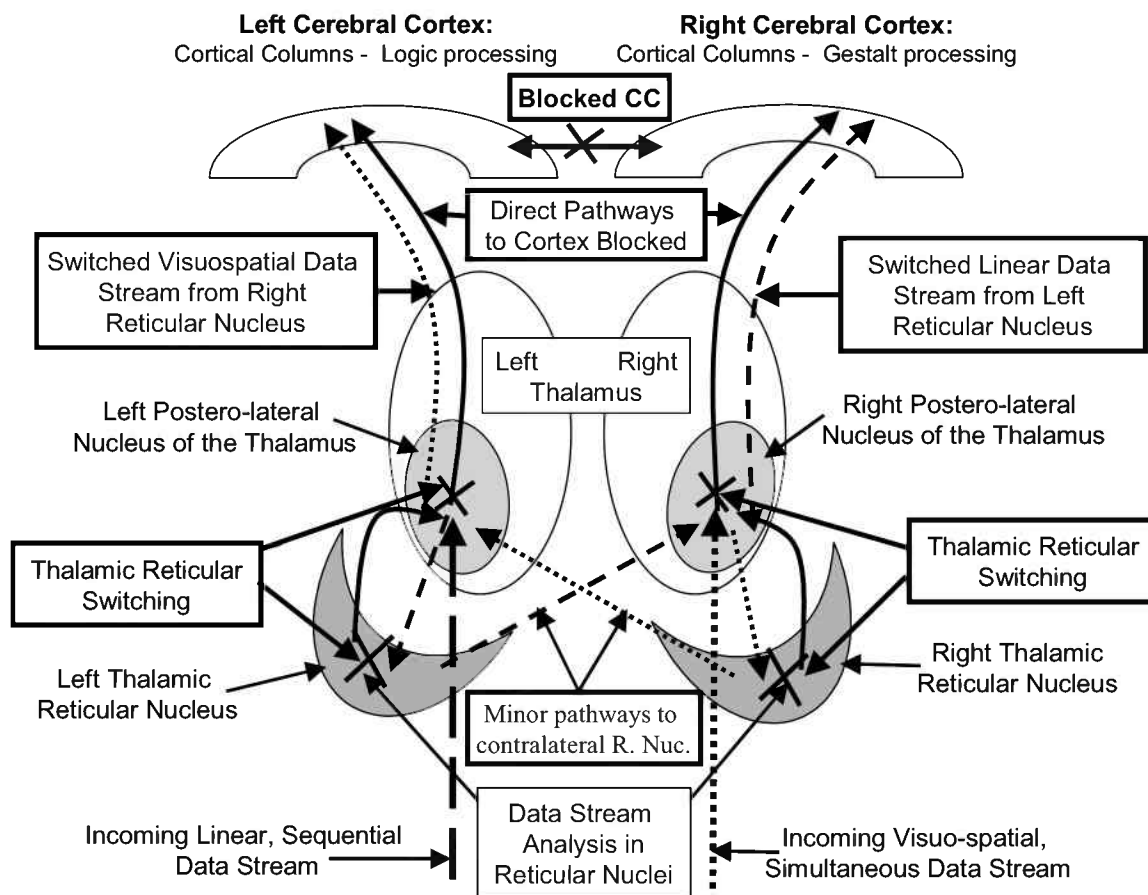 Left Cerebral Cortex:
Cortical Columns - Logic processing
Right Cerebral Cortex:
Cortical Columns - Gestalt processing
Blocked CC
Direct Pathways
to Cortex Blocked
Switched Visuospatial Data
Stream from Right
Reticular Nucleus
Switched Linear Data
Stream from Left
Reticular Nucleus
Left Right
Thalamus
Left Postero-lateral
Nucleus of the Thalamus
Right Postero-lateral
Nucleus of the Thalamus
Thalamic Reticular
Switching
Thalamic Reticular
Switching
Left Thalamic
Reticular Nucleus
Right Thalamic
Reticular Nucleus
Minor pathways to
contralateral R. Nuc.
Incoming Linear, Sequential
Data Stream
Data Stream
Analysis in
Reticular Nuclei
Incoming Visuo-spatial,
Simultaneous Data Stream